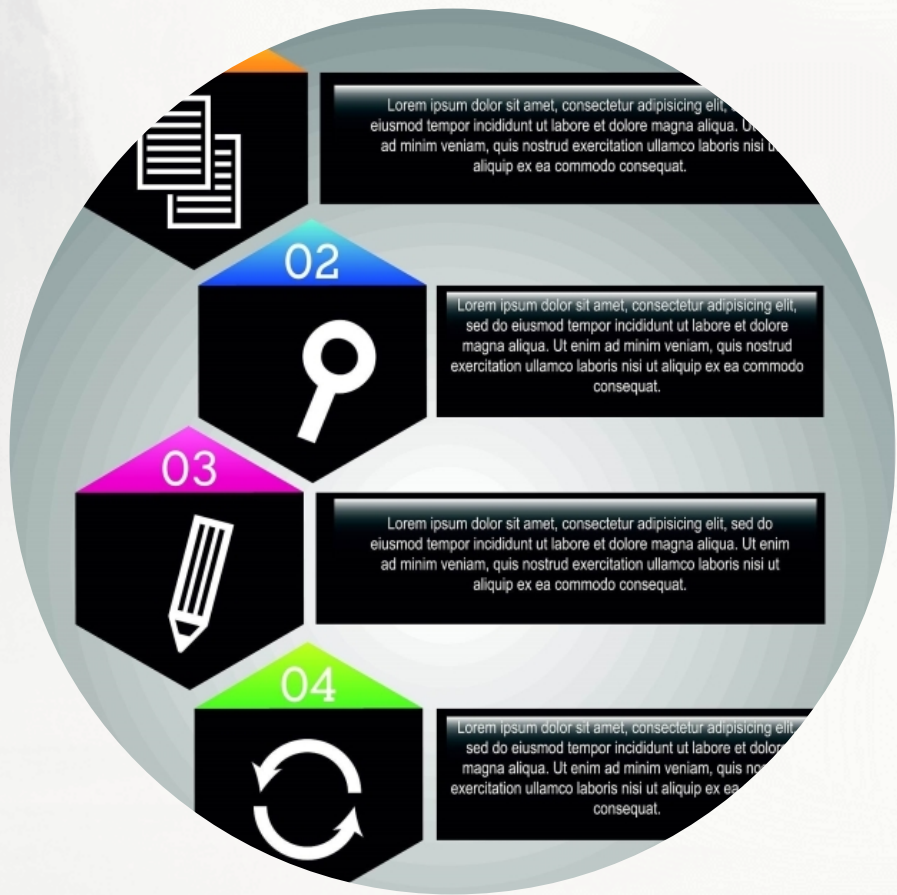 Lorem ipsum dolor sit amet, consectetur adipisicing elit,
eiusmod tempor incididunt ut labore et dolore magna aliqua.
ad minim veniam, quis nostrud exercitation ullamco laboris nisi
aliquip ex ea commodo consequat.
02
Lorem ipsum dolor sit amet, consectetur adipisicing elit,
sed do eiusmod tempor incididunt ut labore et dolore
magna aliqua. Ut enim ad minim veniam, quis nostrud
exercitation ullamco laboris nisi ut aliquip ex ea commodo
consequat.
03
Lorem ipsum dolor sit amet, consectetur adipisicing elit, sed do
eiusmod tempor incididunt ut labore et dolore magna aliqua. Ut enim
ad minim veniam, quis nostrud exercitation ullamco laboris nisi ut
aliquip ex ea commodo consequat.
04
Lorem ipsum dolor sit amet, consectetur adipisicing elit,
sed do eiusmod tempor incididunt ut labore et
magna aliqua. Ut enim ad minim veniam, quis
exercitation ullamco laboris nisi ut aliquip ex ea
consequat.